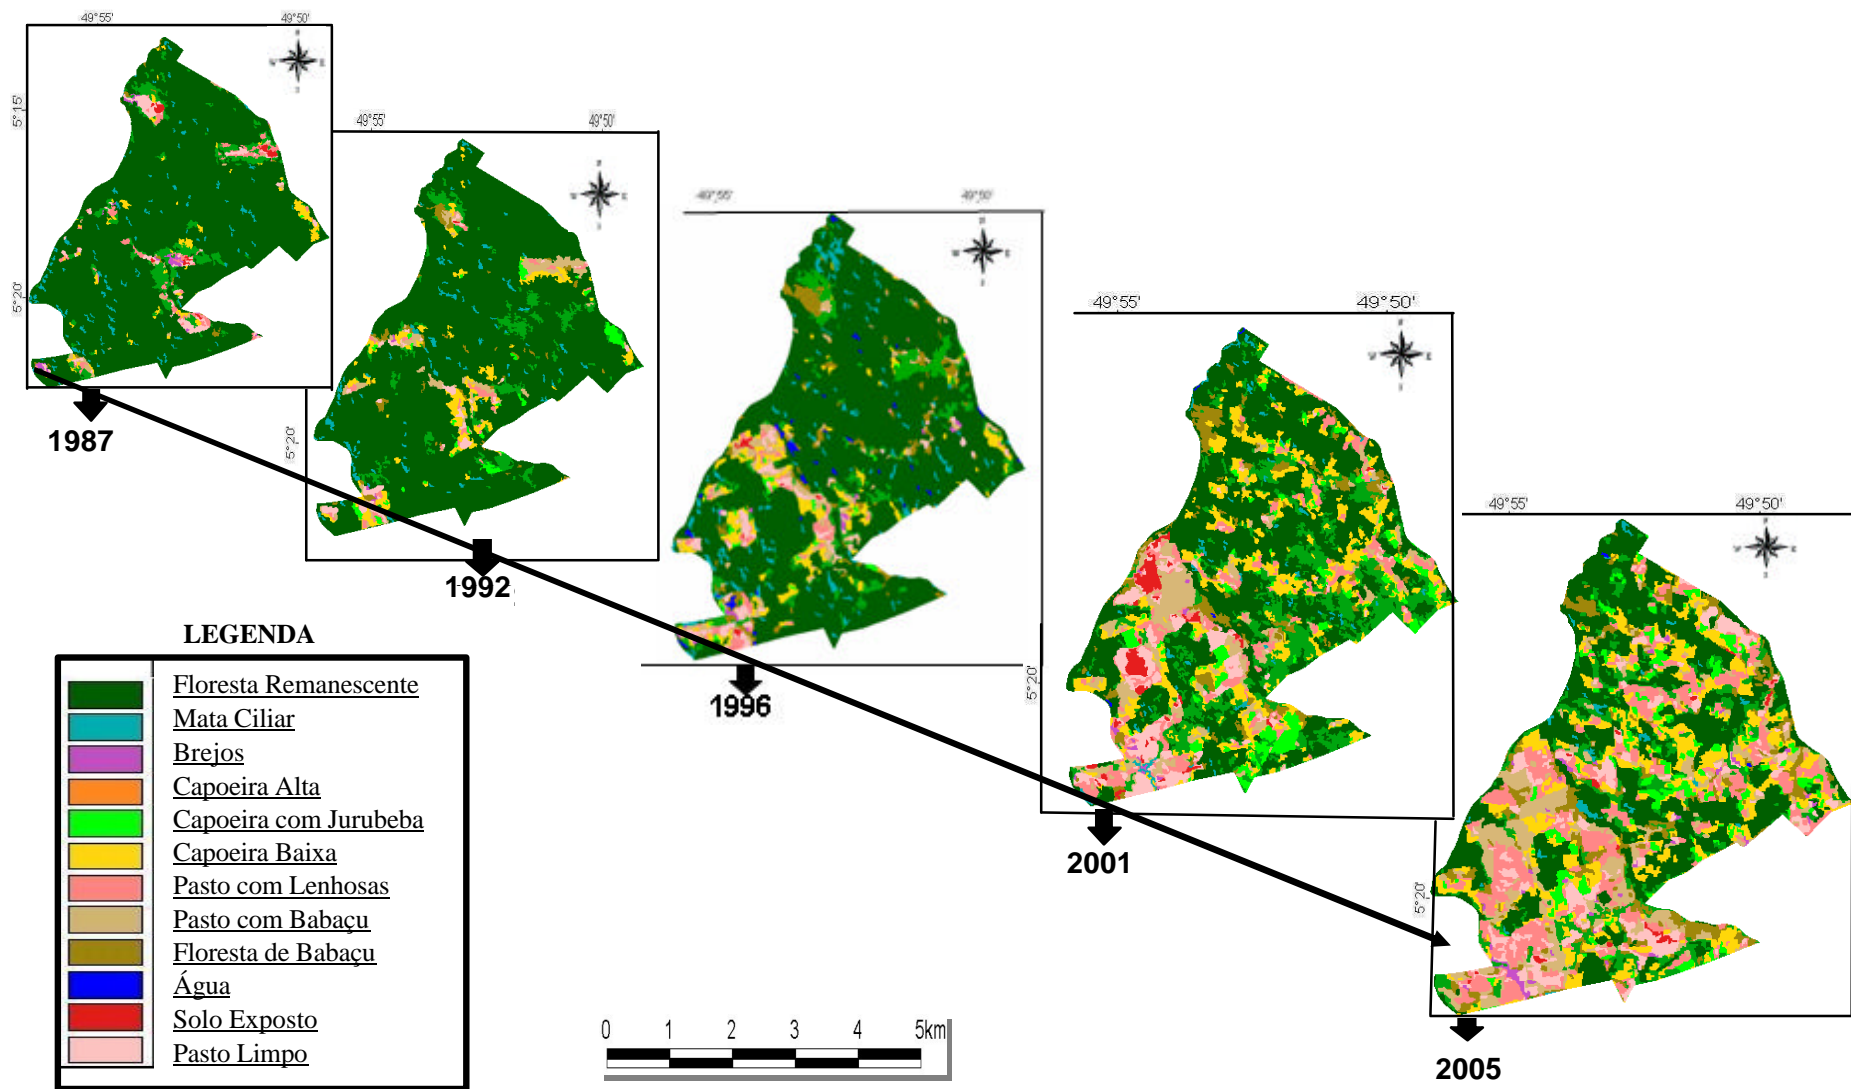 49°55'
49°50'
5°15'
5°20'
1987
49°55'
49°50'
5°20'
1992
49°55'
49°50'
1996
49°55'
49°50'
5°20'
2001
49°55'
49°50'
5°20'
2005
LEGENDA
Floresta Remanescente
Mata Ciliar
Brejos
Capoeira Alta
Capoeira com Jurubeba
Capoeira Baixa
Pasto com Lenhosas
Pasto com Babaçu
Floresta de Babaçu
Água
Solo Exposto
Pasto Limpo
0 1 2 3 4 5km